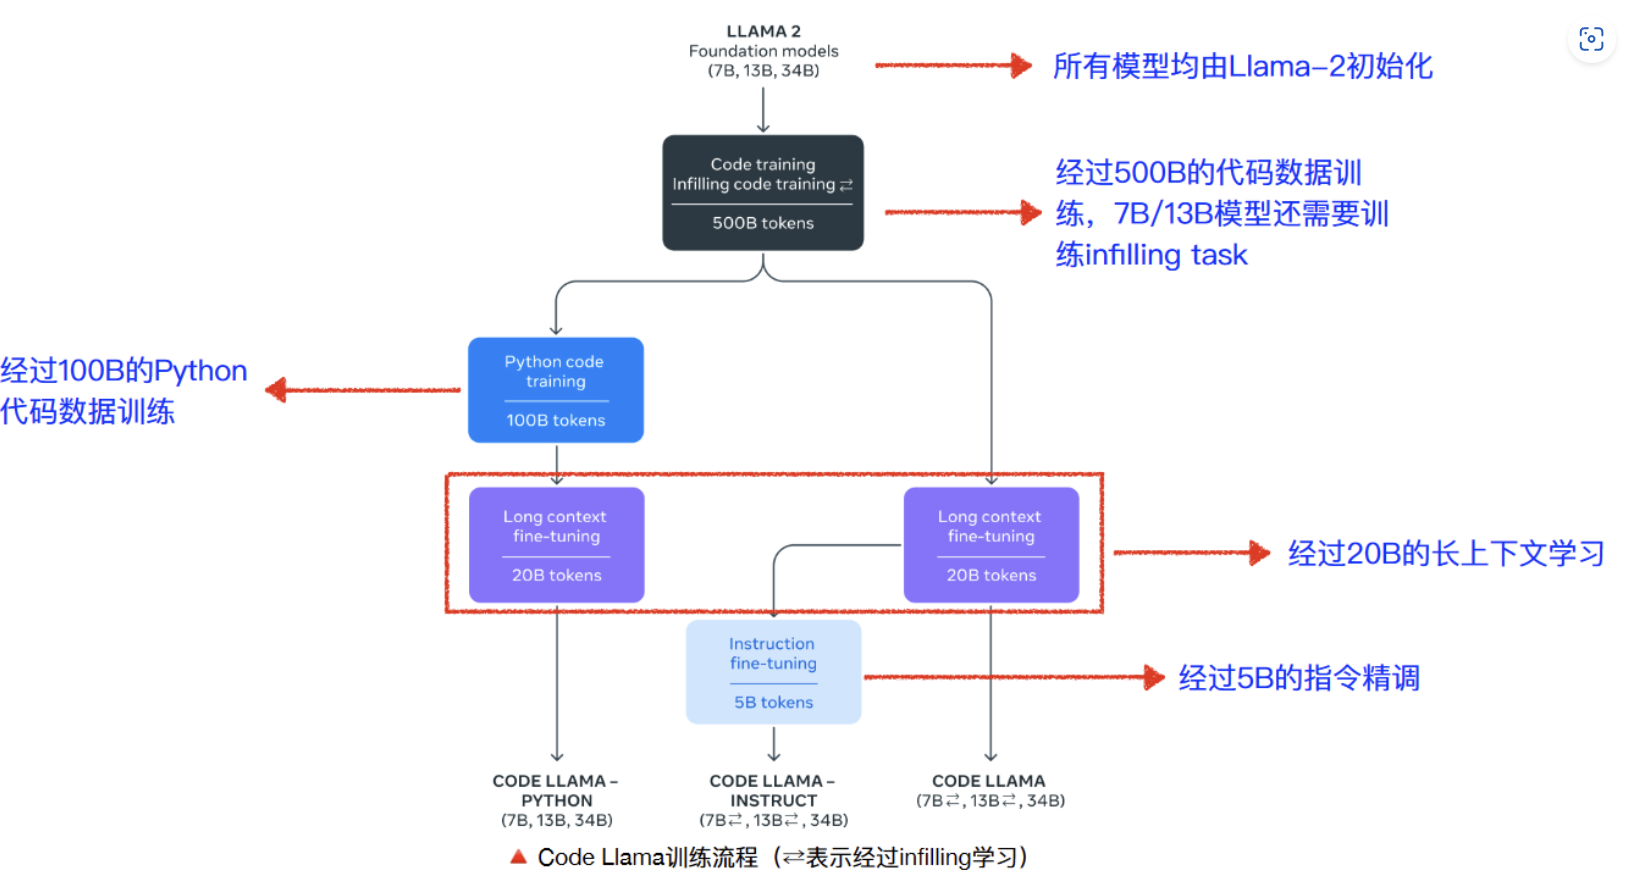 LLAMA 2
Foundation models
(7B, 13B, 34B)
所有模型均由Llama-2初始化
Code training
Infilling code training ⇄
500B tokens
经过500B的代码数据训
练，7B/13B模型还需要训
练infilling task
Python code
training
100B tokens
经过100B的Python
代码数据训练
Long context
fine-tuning
20B tokens
Long context
fine-tuning
20B tokens
经过20B的长上下文学习
Instruction
fine-tuning
5B tokens
经过5B的指令精调
CODE LLAMA –
PYTHON
(7B, 13B, 34B)
CODE LLAMA –
INSTRUCT
(7B⇄, 13B⇄, 34B)
CODE LLAMA
(7B⇄, 13B⇄, 34B)
🔺 Code Llama训练流程（⇄表示经过infilling学习）